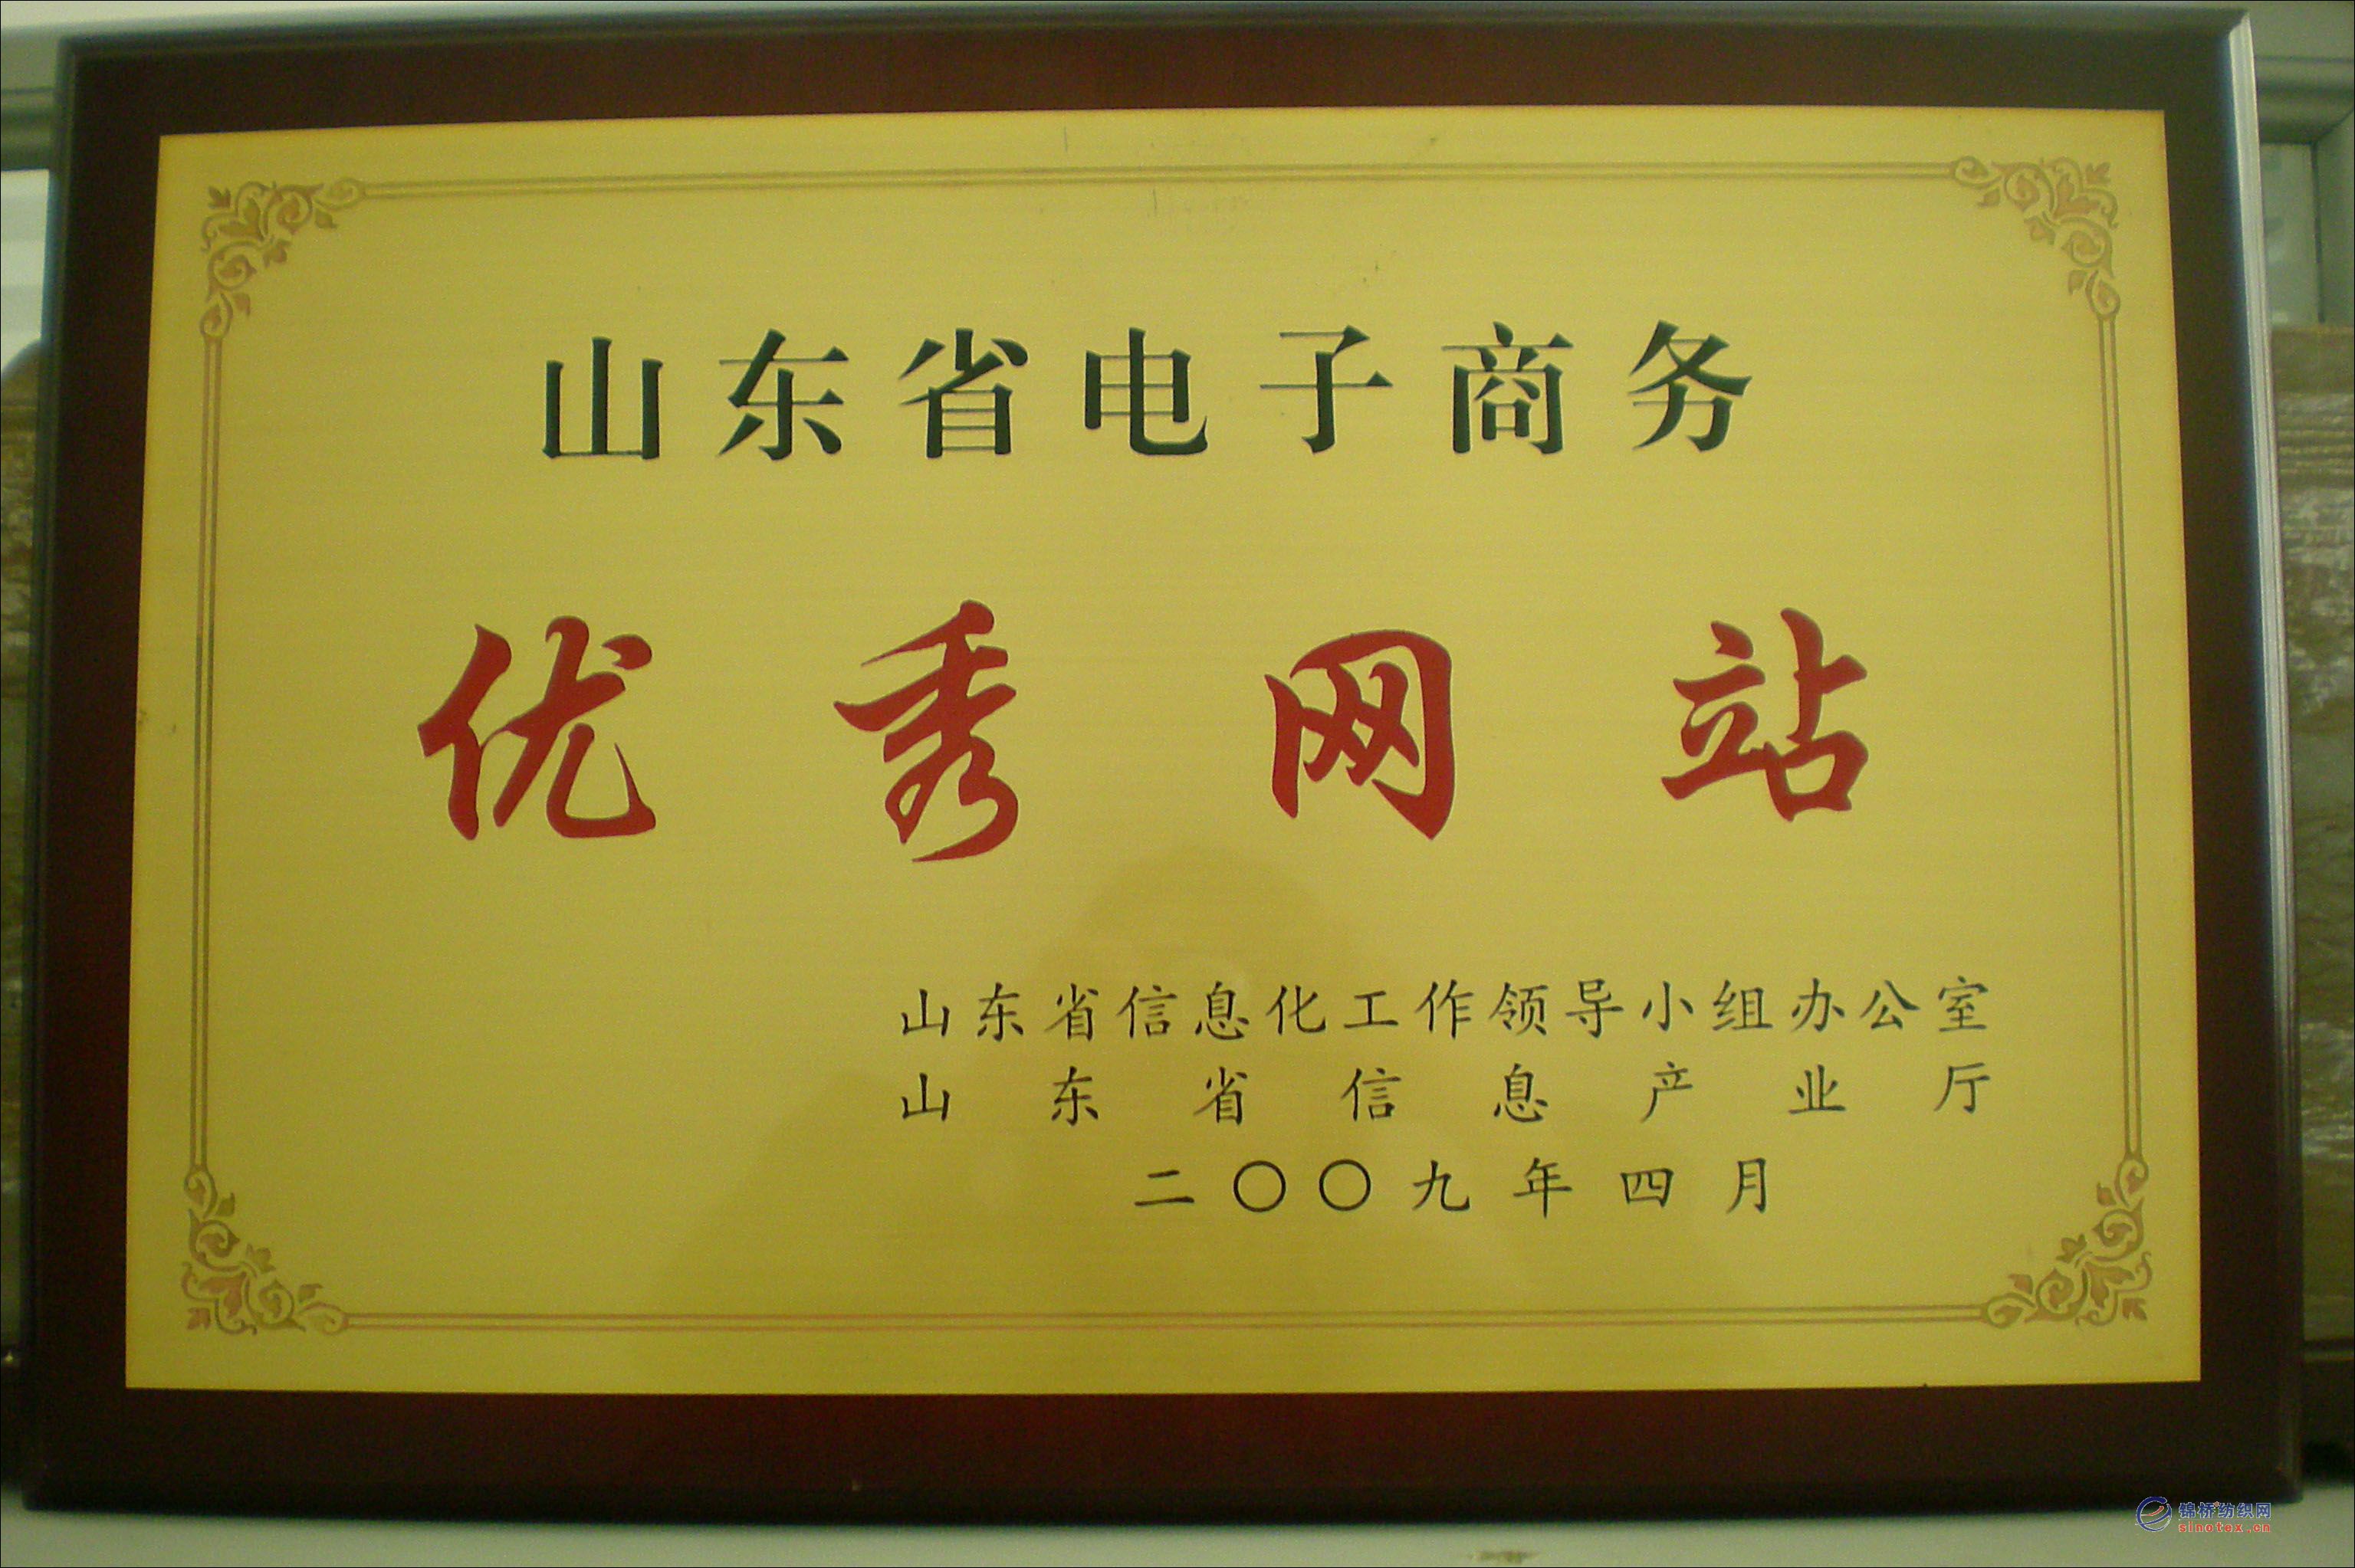 山东省电子商务
优秀网站
山东省信息化工作领导小组办公室
山东省信息产业厅
二〇〇九年四月
锦桥纺织网
sinotex.cn